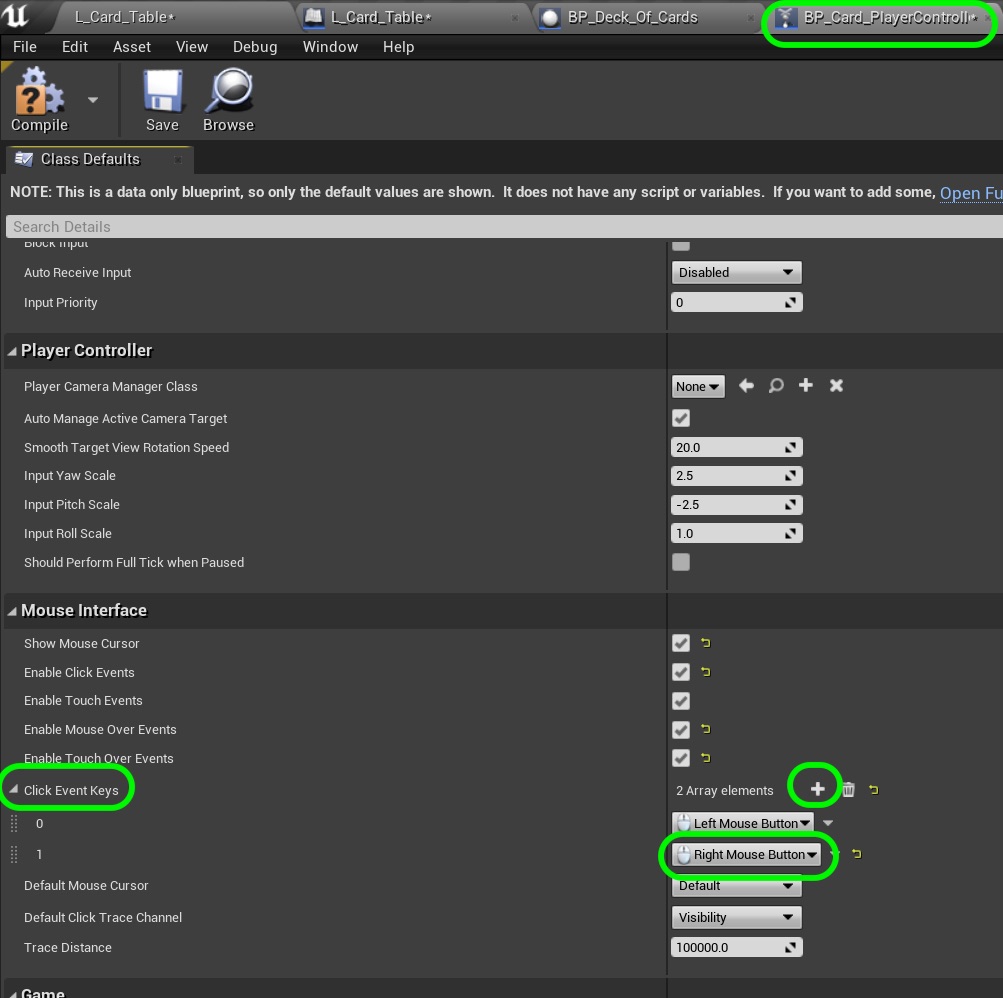 L_Card_Table* L_Card_Table* BP_Deck_Of_Cards BP_Card_PlayerControll*
File Edit Asset View Debug Window Help
Compile Save Browse
Class Defaults
NOTE: This is a data only blueprint, so only the default values are shown. It does not have any script or variables. If you want to add some, Open Fu
Search Details
Block Input
Auto Receive Input Disabled
Input Priority 0
Player Controller
Player Camera Manager Class None
Auto Manage Active Camera Target
Smooth Target View Rotation Speed 20.0
Input Yaw Scale 2.5
Input Pitch Scale -2.5
Input Roll Scale 1.0
Should Perform Full Tick when Paused
Mouse Interface
Show Mouse Cursor
Enable Click Events
Enable Touch Events
Enable Mouse Over Events
Enable Touch Over Events
Click Event Keys 2 Array elements
0 Left Mouse Button
1 Right Mouse Button
Default Mouse Cursor Default
Default Click Trace Channel Visibility
Trace Distance 100000.0
Game